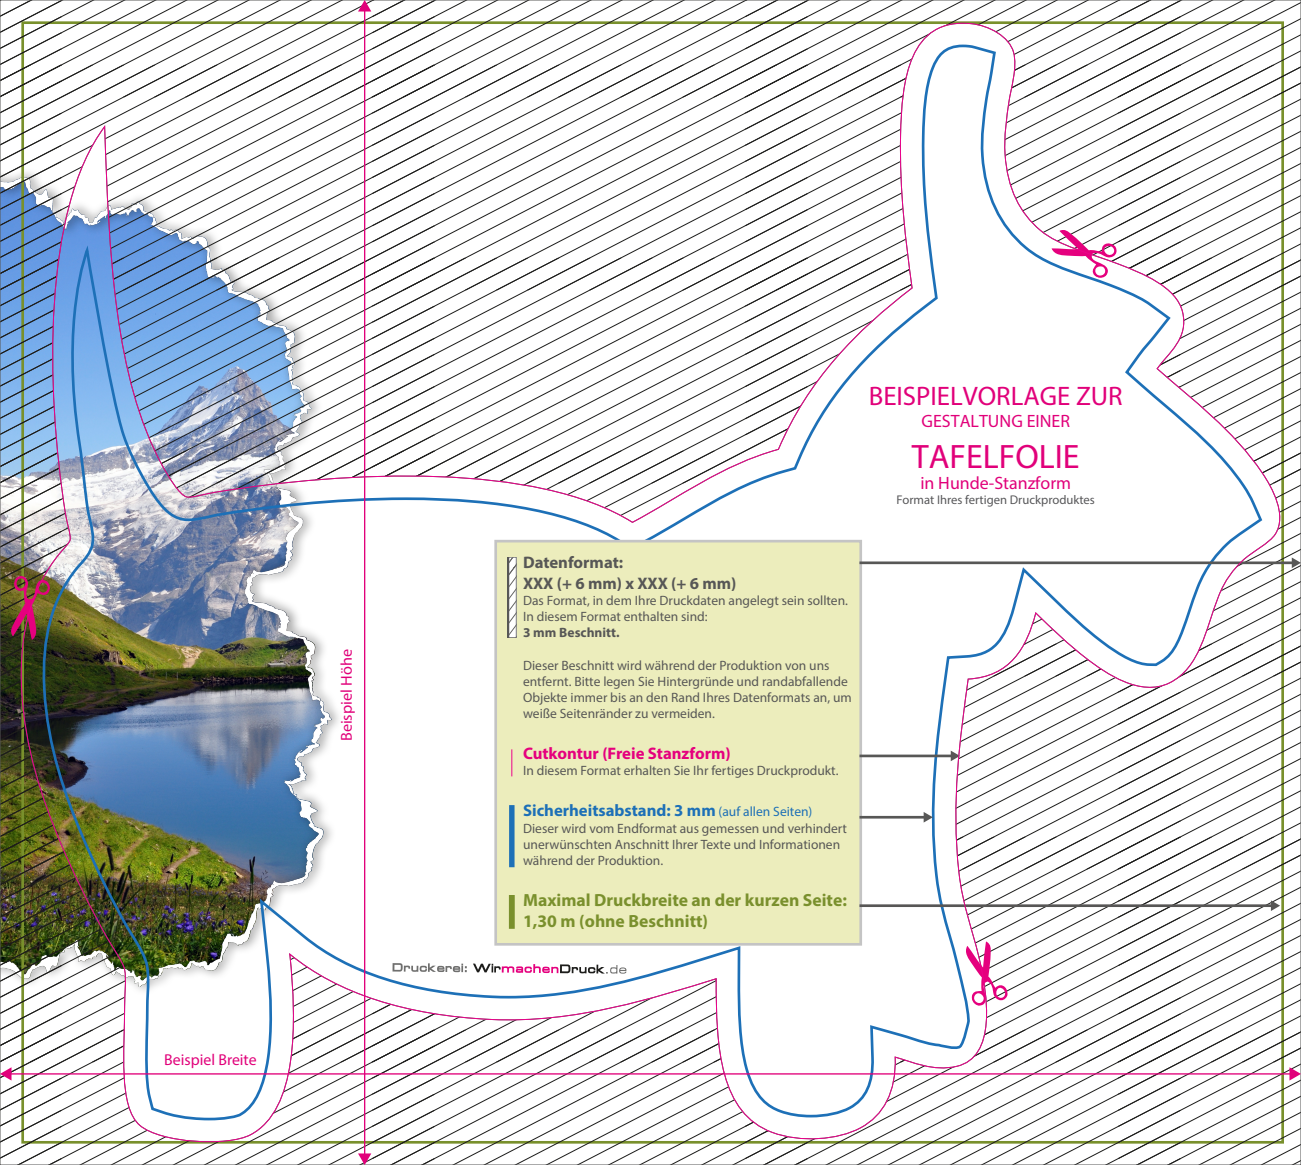 BEISPIELVORLAGE ZUR
GESTALTUNG EINER
TAFELFOLIE
in Hunde-Stanzform
Format Ihres fertigen Druckproduktes
Datenformat:
XXX (+ 6 mm) x XXX (+ 6 mm)
Das Format, in dem Ihre Druckdaten angelegt sein sollten.
In diesem Format enthalten sind:
3 mm Beschnitt.
Dieser Beschnitt wird während der Produktion von uns
entfernt. Bitte legen Sie Hintergründe und randabfallende
Objekte immer bis an den Rand Ihres Datenformats an, um
weiße Seitenränder zu vermeiden.
Cutkontur (Freie Stanzform)
In diesem Format erhalten Sie Ihr fertiges Druckprodukt.
Sicherheitsabstand: 3 mm (auf allen Seiten)
Dieser wird vom Endformat aus gemessen und verhindert
unerwünschten Anschnitt Ihrer Texte und Informationen
während der Produktion.
Maximal Druckbreite an der kurzen Seite:
1,30 m (ohne Beschnitt)
Beispiel Höhe
Druckerei: WirmachenDruck.de
Beispiel Breite